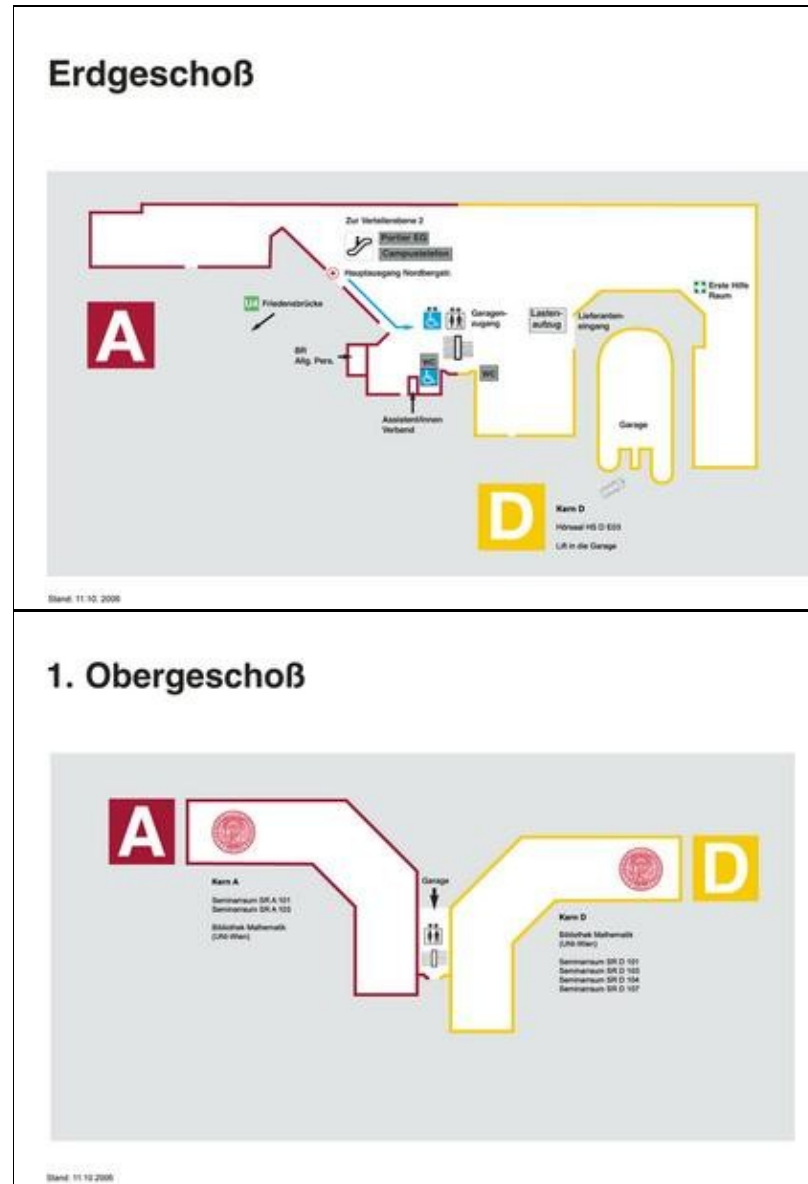 Erdgeschoß
Zur Verteilerebene 2
Portier EG
Campustelefon
Hauptausgang Nordbergstr.
U4 Friedensbrücke
A
BR
Allg. Pers.
WC
AssistentInnen
Verband
Garagen-
zugang
WC
Lasten-
aufzug
Lieferanten-
eingang
Erste Hilfe
Raum
Garage
D
Kern D
Hörsaal HS D E03
Lift in die Garage
Stand: 11.10. 2006
1. Obergeschoß
A
Kern A
Seminarraum SR A 101
Seminarraum SR A 103
Bibliothek Mathematik
(UNI-Wien)
Garage
D
Kern D
Bibliothek Mathematik
(UNI-Wien)
Seminarraum SR D 101
Seminarraum SR D 103
Seminarraum SR D 104
Seminarraum SR D 107
Stand: 11.10.2006